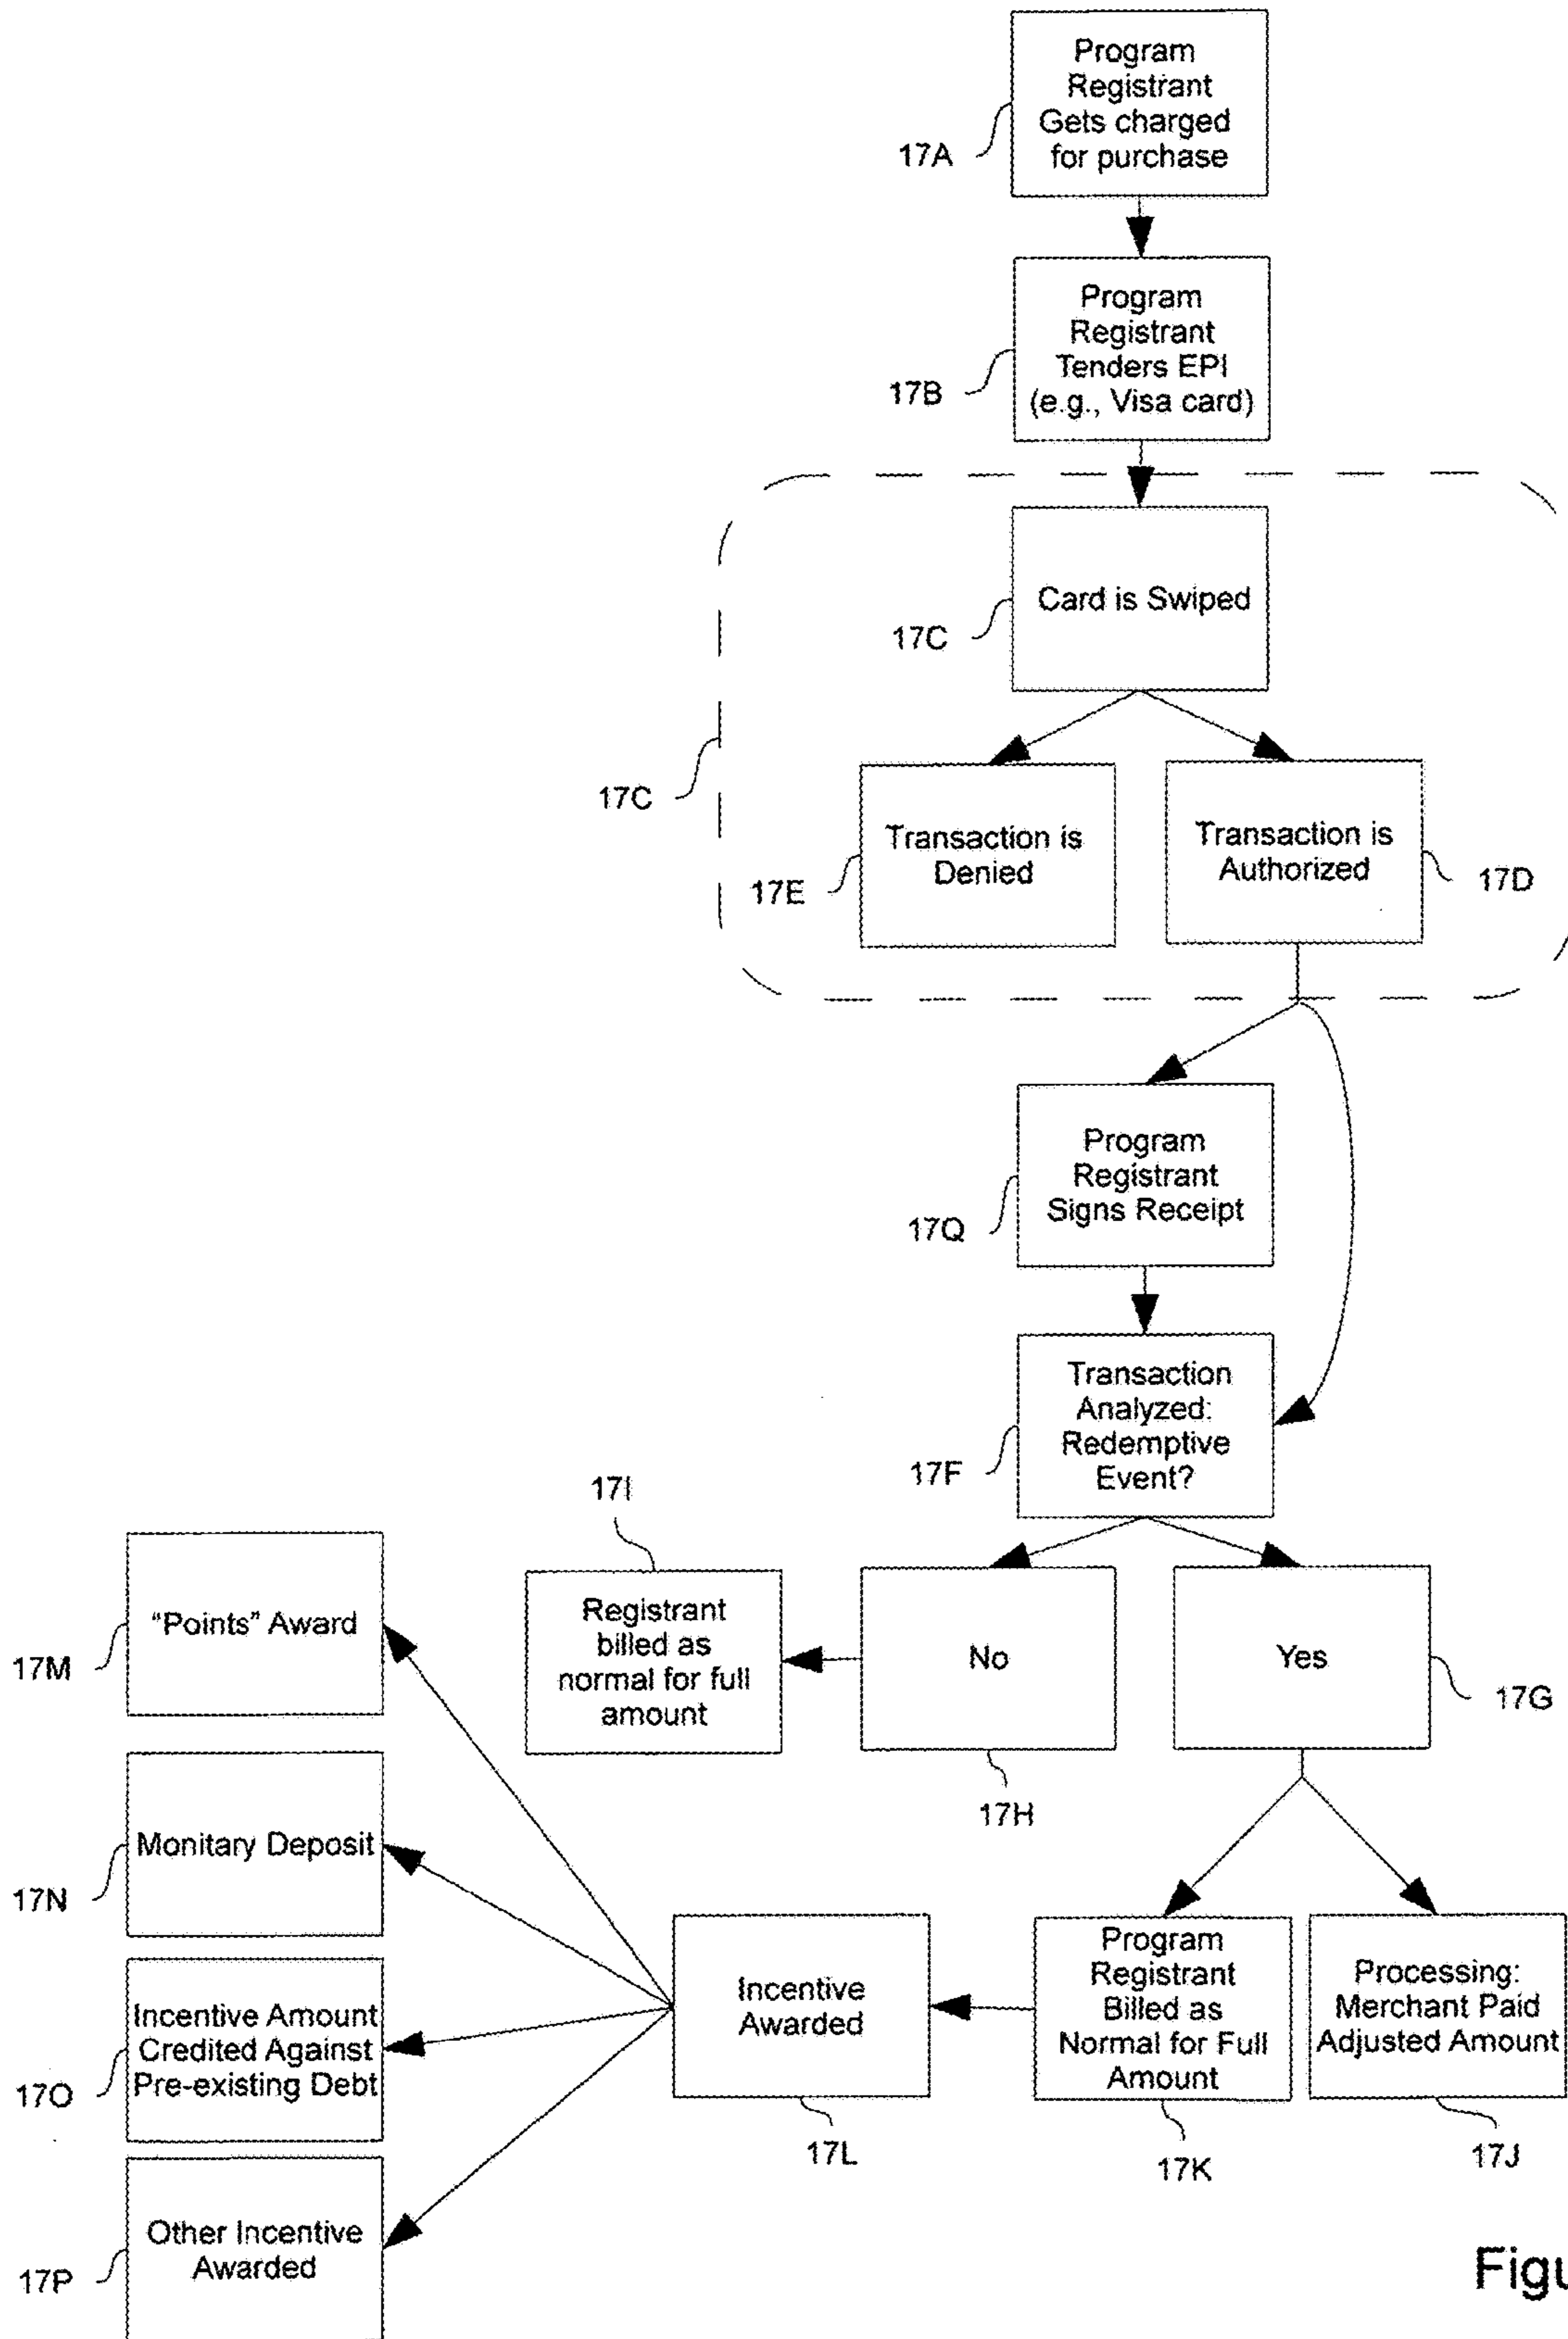 Program
Registrant
Gets charged
for purchase
17A
Program
Registrant
Tenders EPI
(e.g., Visa card)
17B
Card is Swiped
17C
17C
Transaction is
Denied
17E
Transaction is
Authorized
17D
Program
Registrant
Signs Receipt
17Q
Transaction
Analyzed:
Redemptive
Event?
17F
17I
Registrant
billed as
normal for full
amount
No
17H
Yes
17G
"Points" Award
17M
Monitary Deposit
17N
Incentive Amount
Credited Against
Pre-existing Debt
17O
Other Incentive
Awarded
17P
Incentive
Awarded
17L
Program
Registrant
Billed as
Normal for Full
Amount
17K
Processing:
Merchant Paid
Adjusted Amount
17J
Figu